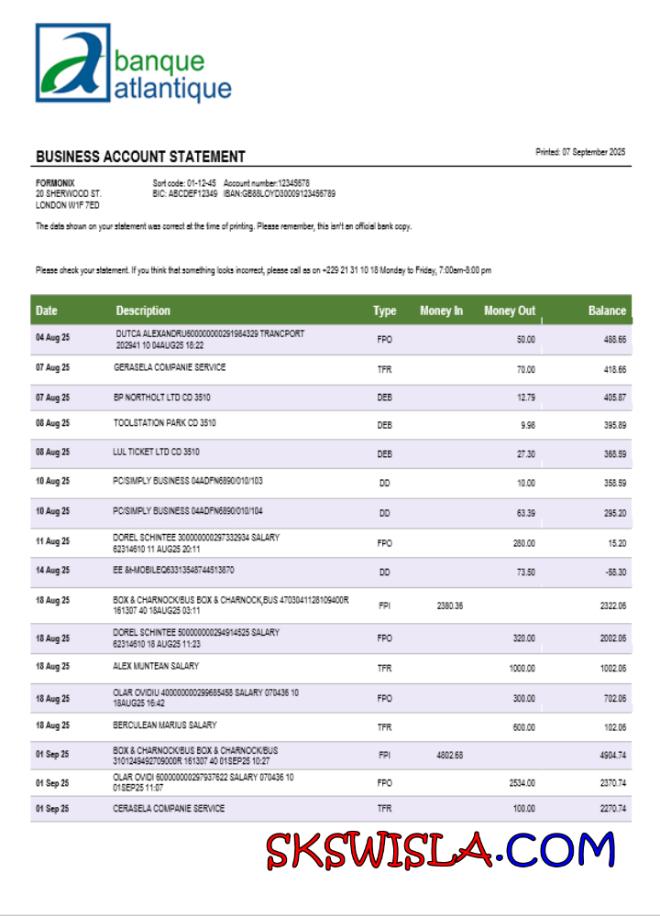 banque
atlantique
BUSINESS ACCOUNT STATEMENT
Printed: 07 September 2025
FORMONIX Sort code: 01-12-45 Account number:12345678
20 SHERWOOD ST. BIC: ABCDEF12349 IBAN:GB88LOYD30009123456789
LONDON W1F 7ED
The data shown on your statement was correct at the time of printing. Please remember, this isn't an official bank copy.
Please check your statement. If you think that something looks incorrect, please call as on +229 21 31 10 18 Monday to Friday, 7:00am-8:00 pm
Date Description Type Money In Money Out Balance
04 Aug 25 DUTCA ALEXANDRU600000000291984329 TRANCPORT
202941 10 04AUG25 18:22 FPO 50.00 488.66
07 Aug 25 GERASELA COMPANIE SERVICE TFR 70.00 418.66
07 Aug 25 BP NORTHOLT LTD CD 3510 DEB 12.79 405.87
08 Aug 25 TOOLSTATION PARK CD 3510 DEB 9.98 395.89
08 Aug 25 LUL TICKET LTD CD 3510 DEB 27.30 368.59
10 Aug 25 PC/SIMPLY BUSINESS 04ADFN6890/010/103 DD 10.00 358.59
10 Aug 25 PC/SIMPLY BUSINESS 04ADFN6890/010/104 DD 63.39 295.20
11 Aug 25 DOREL SCHINTEE 300000000297332934 SALARY
62314610 11 AUG25 20:11 FPO 280.00 15.20
14 Aug 25 EE &t-MOBILEQ63313548744513870 DD 73.50 -58.30
18 Aug 25 BOX & CHARNOCK/BUS BOX & CHARNOCK,BUS 4703041128109400R
161307 40 18AUG25 03:11 FPI 2380.36 2322.06
18 Aug 25 DOREL SCHINTEE 500000000294914525 SALARY
62314610 18 AUG25 11:23 FPO 320.00 2002.06
18 Aug 25 ALEX MUNTEAN SALARY TFR 1000.00 1002.06
18 Aug 25 OLAR OVIDIU 400000000299685458 SALARY 070436 10
18AUG25 16:42 FPO 300.00 702.06
18 Aug 25 BERCULEAN MARIUS SALARY TFR 600.00 102.06
01 Sep 25 BOX & CHARNOCK/BUS BOX & CHARNOCK/BUS
3101249492709000R 161307 40 01SEP25 10:27 FPI 4802.68 4904.74
01 Sep 25 OLAR OVIDI 600000000297937622 SALARY 070436 10
01SEP25 11:07 FPO 2534.00 2370.74
01 Sep 25 CERASELA COMPANIE SERVICE TFR 100.00 2270.74
SKSWISLA.COM